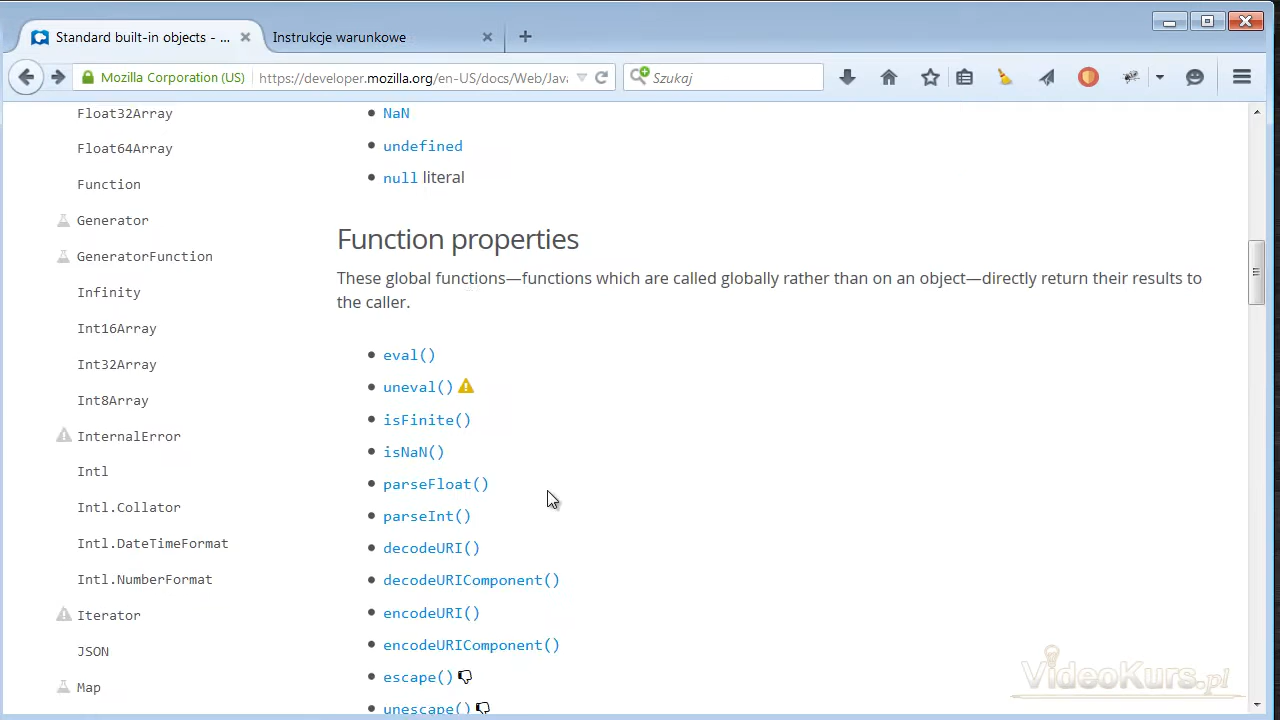 Standard built-in objects - ...
Instrukcje warunkowe
Mozilla Corporation (US)
https://developer.mozilla.org/en-US/docs/Web/Java
Szukaj
Float32Array
Float64Array
Function
Generator
GeneratorFunction
Infinity
Int16Array
Int32Array
Int8Array
InternalError
Intl
Intl.Collator
Intl.DateTimeFormat
Intl.NumberFormat
Iterator
JSON
Map
NaN
undefined
null literal
Function properties
These global functions—functions which are called globally rather than on an object—directly return their results to
the caller.
eval()
uneval()
isFinite()
isNaN()
parseFloat()
parseInt()
decodeURI()
decodeURIComponent()
encodeURI()
encodeURIComponent()
escape()
unescape()
VideoKurs.pl